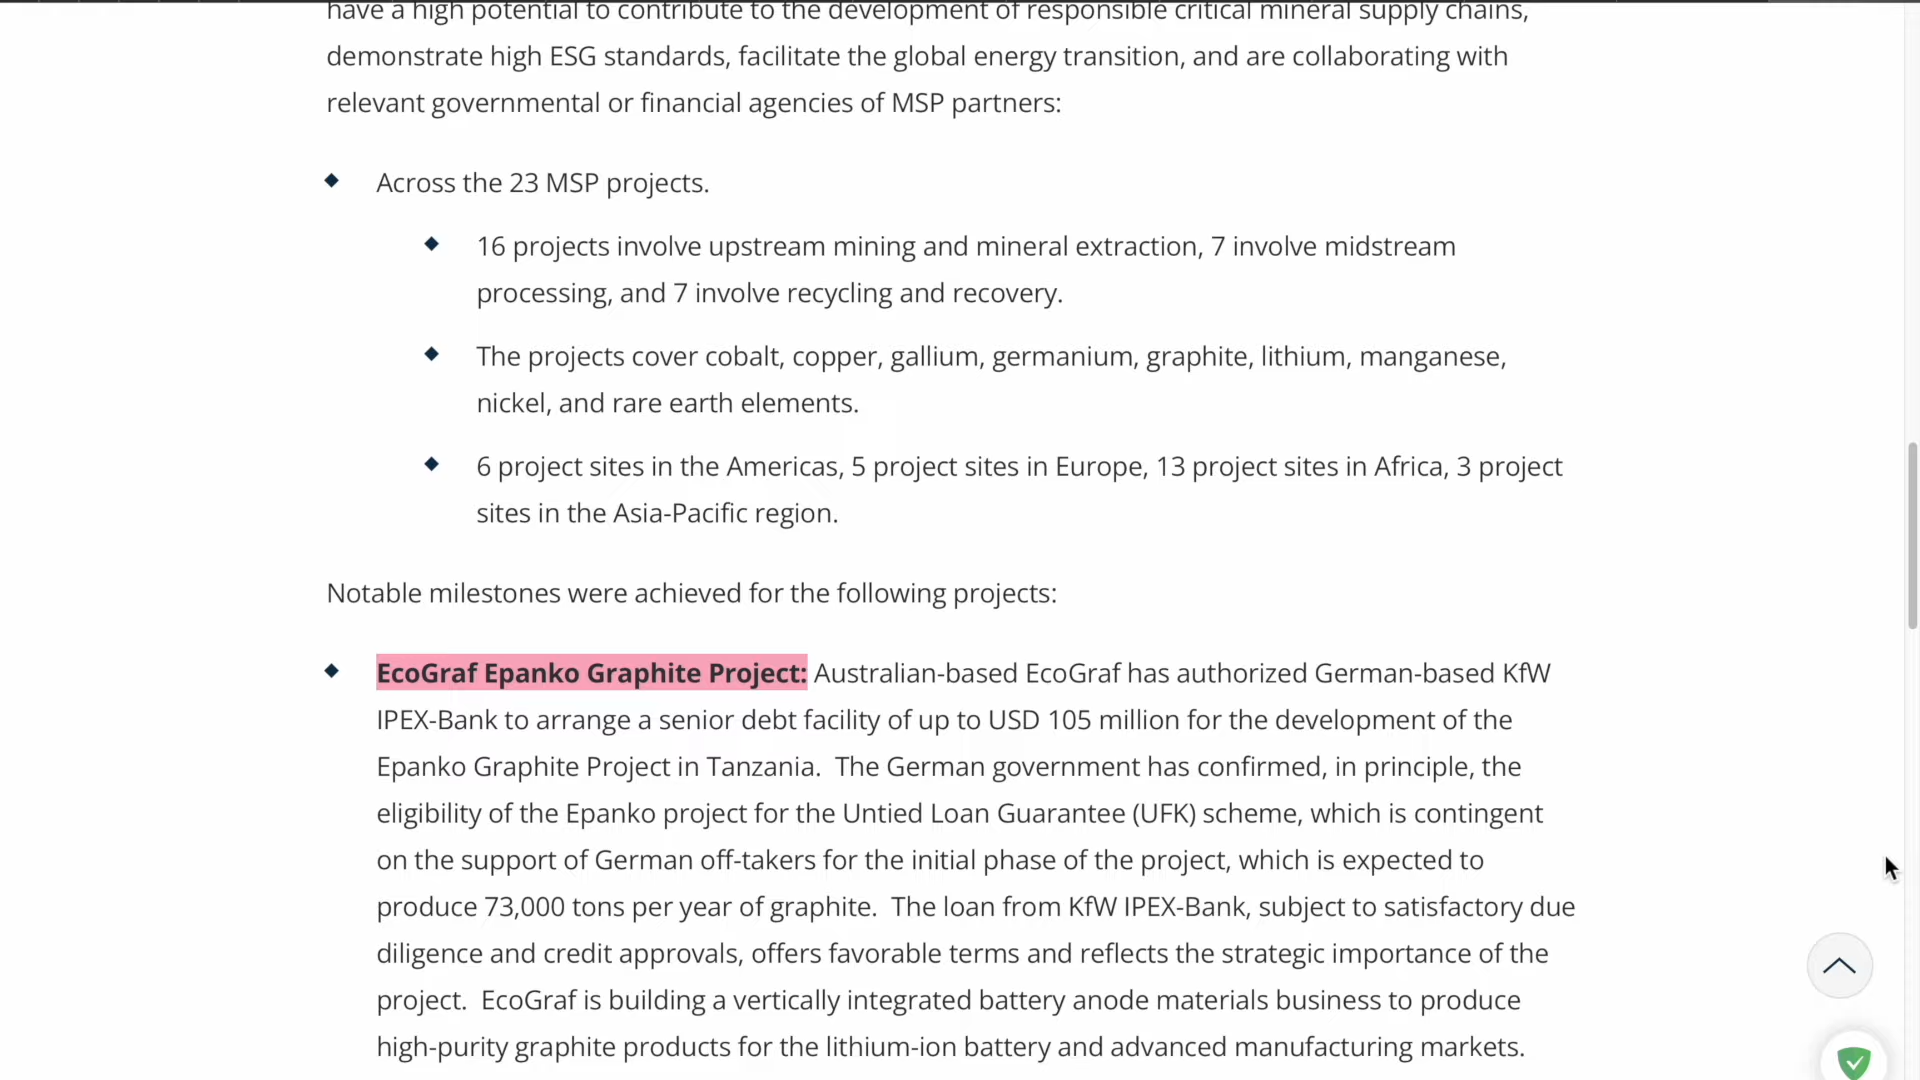 have a high potential to contribute to the development of responsible critical mineral supply chains,
demonstrate high ESG standards, facilitate the global energy transition, and are collaborating with
relevant governmental or financial agencies of MSP partners:
Across the 23 MSP projects.
16 projects involve upstream mining and mineral extraction, 7 involve midstream
processing, and 7 involve recycling and recovery.
The projects cover cobalt, copper, gallium, germanium, graphite, lithium, manganese,
nickel, and rare earth elements.
6 project sites in the Americas, 5 project sites in Europe, 13 project sites in Africa, 3 project
sites in the Asia-Pacific region.
Notable milestones were achieved for the following projects:
EcoGraf Epanko Graphite Project: Australian-based EcoGraf has authorized German-based KfW
IPEX-Bank to arrange a senior debt facility of up to USD 105 million for the development of the
Epanko Graphite Project in Tanzania.  The German government has confirmed, in principle, the
eligibility of the Epanko project for the Untied Loan Guarantee (UFK) scheme, which is contingent
on the support of German off-takers for the initial phase of the project, which is expected to
produce 73,000 tons per year of graphite.  The loan from KfW IPEX-Bank, subject to satisfactory due
diligence and credit approvals, offers favorable terms and reflects the strategic importance of the
project.  EcoGraf is building a vertically integrated battery anode materials business to produce
high-purity graphite products for the lithium-ion battery and advanced manufacturing markets.